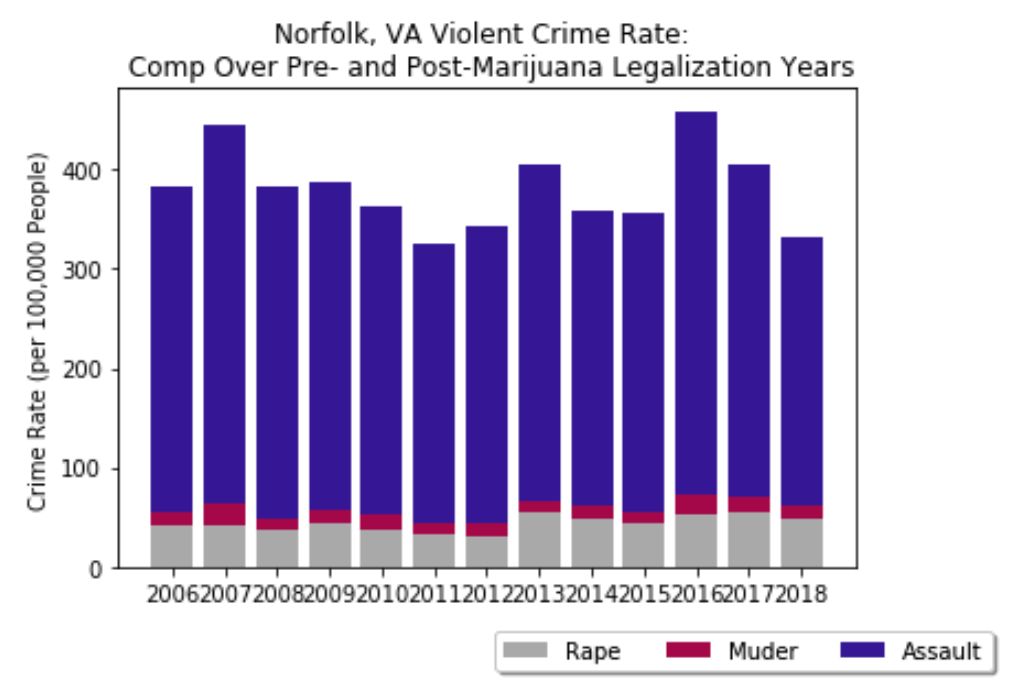 Norfolk, VA Violent Crime Rate:
Comp Over Pre- and Post-Marijuana Legalization Years
Crime Rate (per 100,000 People)
400
300
200
100
0
2006 2007 2008 2009 2010 2011 2012 2013 2014 2015 2016 2017 2018
Rape Muder Assault